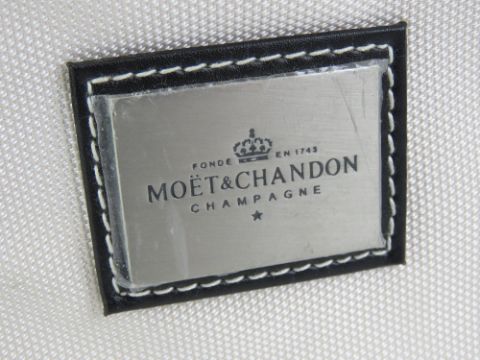 FONDÉ EN 1743
MOËT & CHANDON
CHAMPAGNE